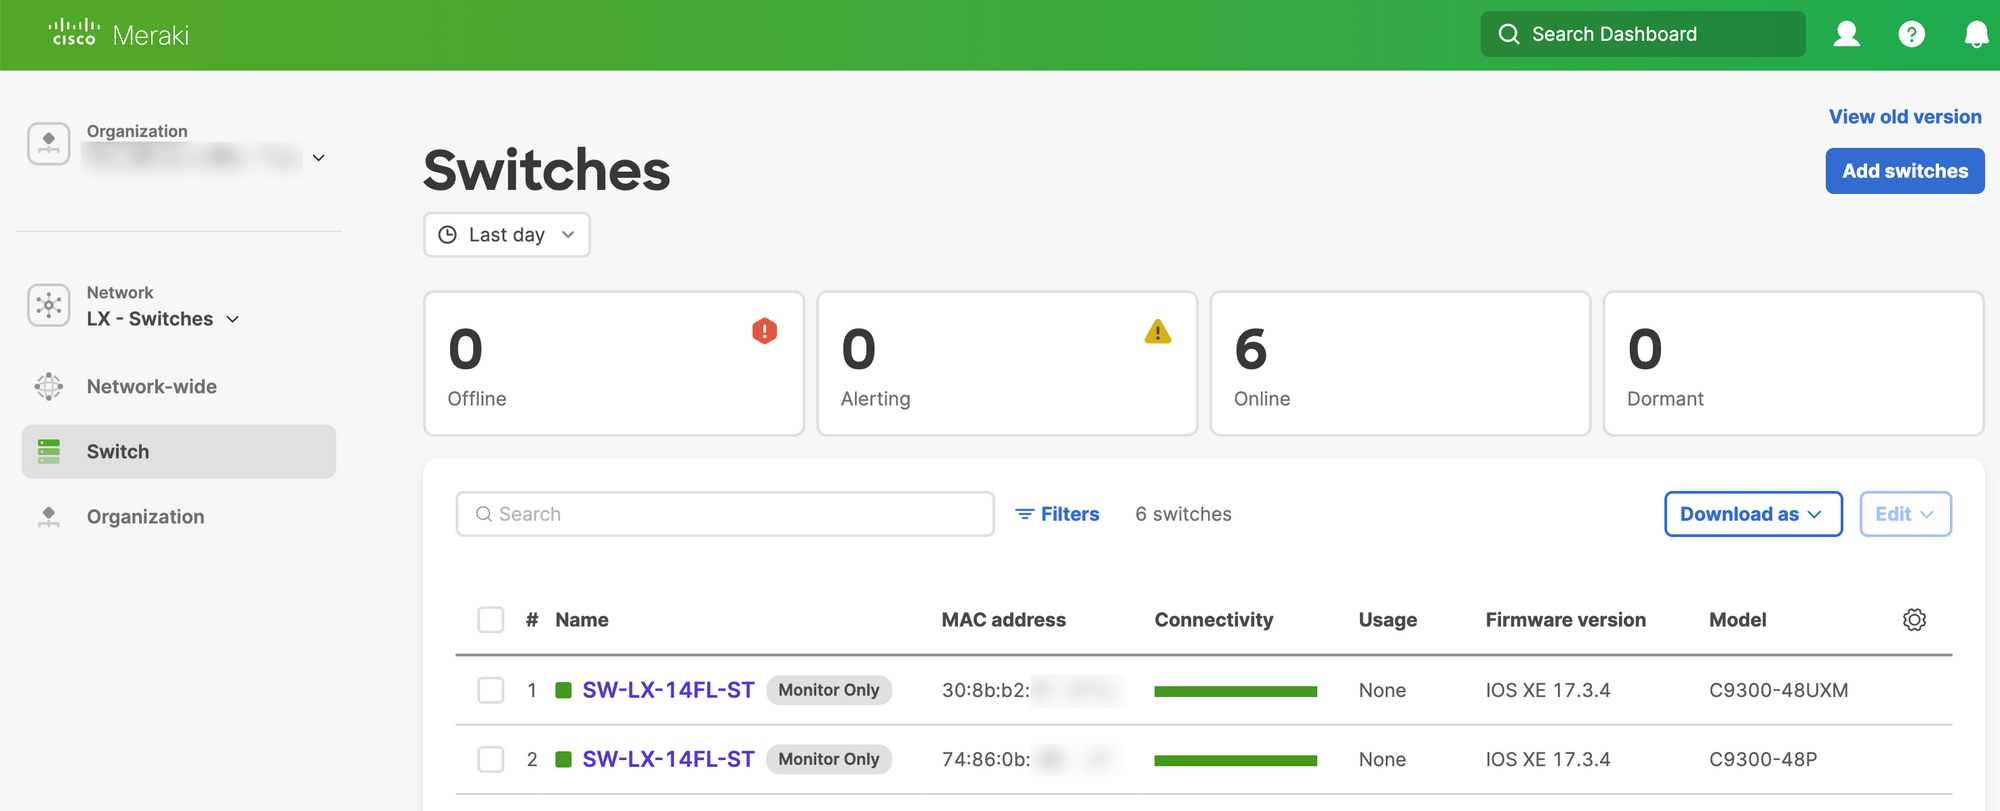 cisco Meraki
Search Dashboard
?
Organization
View old version
Switches
Add switches
Last day
Network
LX - Switches
0
Offline
0
Alerting
6
Online
0
Dormant
Network-wide
Switch
Organization
Search
Filters
6 switches
Download as
Edit
# Name MAC address Connectivity Usage Firmware version Model
1 SW-LX-14FL-ST Monitor Only 30:8b:b2: None IOS XE 17.3.4 C9300-48UXM
2 SW-LX-14FL-ST Monitor Only 74:86:0b: None IOS XE 17.3.4 C9300-48P